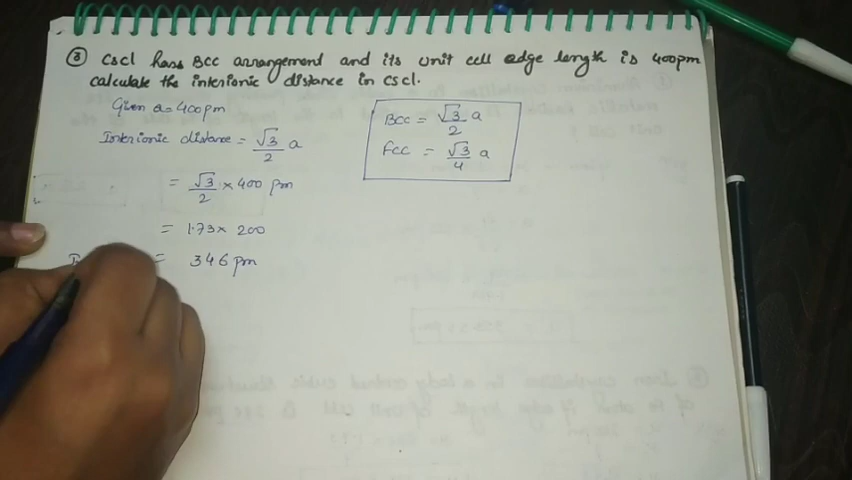 ③ CsCl has BCC arrangement and its unit cell edge length is 400pm
calculate the interionic distance in CsCl.
Given a=400pm
Interionic distance = √3/2 a
= √3/2 × 400 pm
= 1.73 × 200
= 346 pm
BCC = √3/2 a
FCC = √3/4 a